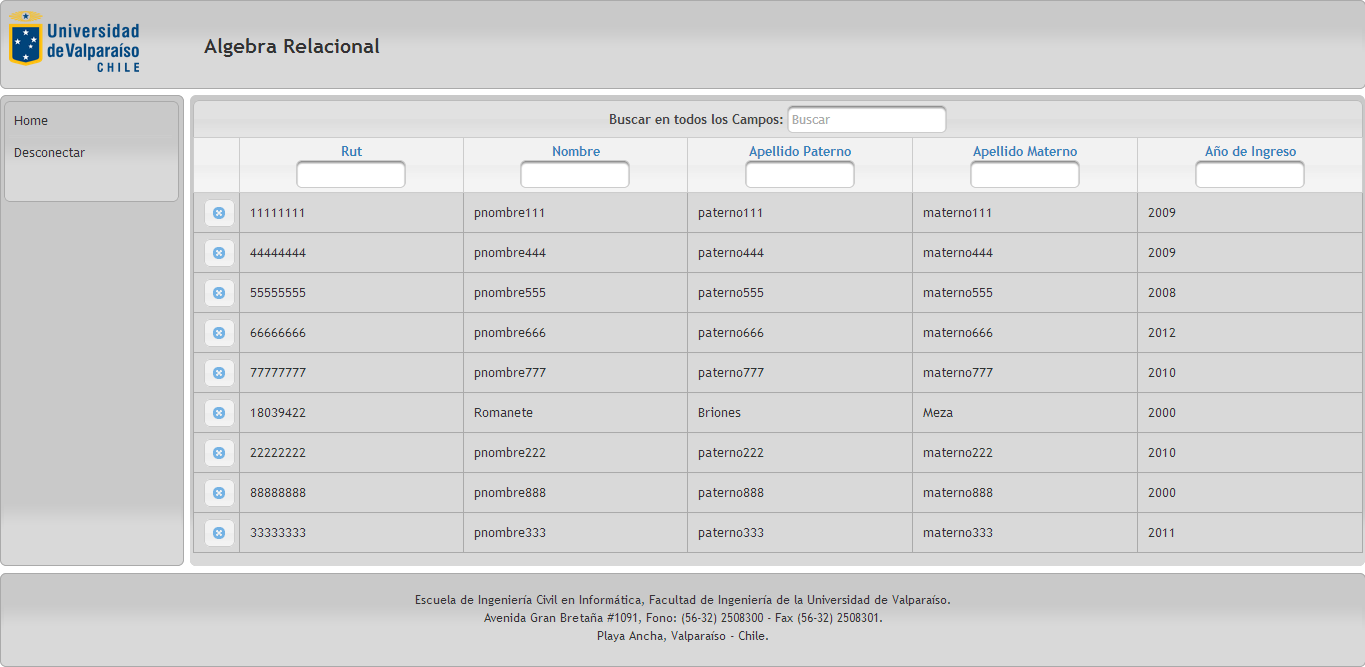 Universidad
de Valparaíso
CHILE
Algebra Relacional
Home
Desconectar
Buscar en todos los Campos: Buscar
Rut Nombre Apellido Paterno Apellido Materno Año de Ingreso
11111111 pnombre111 paterno111 materno111 2009
44444444 pnombre444 paterno444 materno444 2009
55555555 pnombre555 paterno555 materno555 2008
66666666 pnombre666 paterno666 materno666 2012
77777777 pnombre777 paterno777 materno777 2010
18039422 Romanete Briones Meza 2000
22222222 pnombre222 paterno222 materno222 2010
88888888 pnombre888 paterno888 materno888 2000
33333333 pnombre333 paterno333 materno333 2011
Escuela de Ingeniería Civil en Informática, Facultad de Ingeniería de la Universidad de Valparaíso.
Avenida Gran Bretaña #1091, Fono: (56-32) 2508300 - Fax (56-32) 2508301.
Playa Ancha, Valparaíso - Chile.